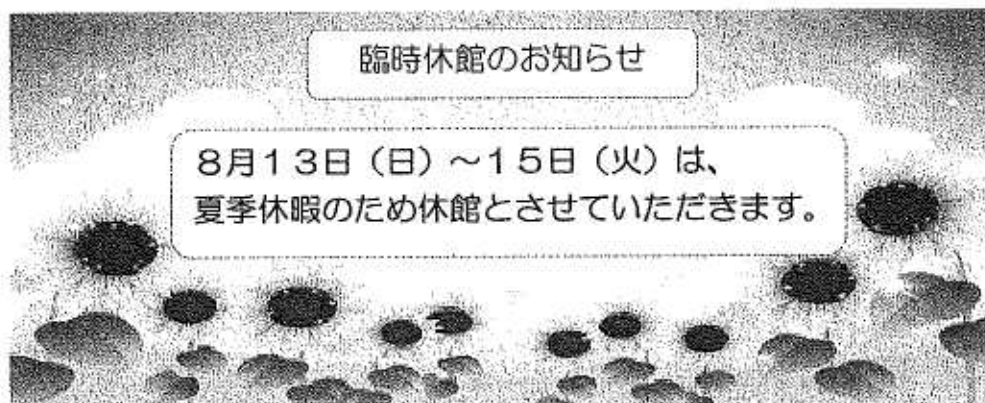 臨時休館のお知らせ
８月１３日（日）～１５日（火）は、
夏季休暇のため休館とさせていただきます。